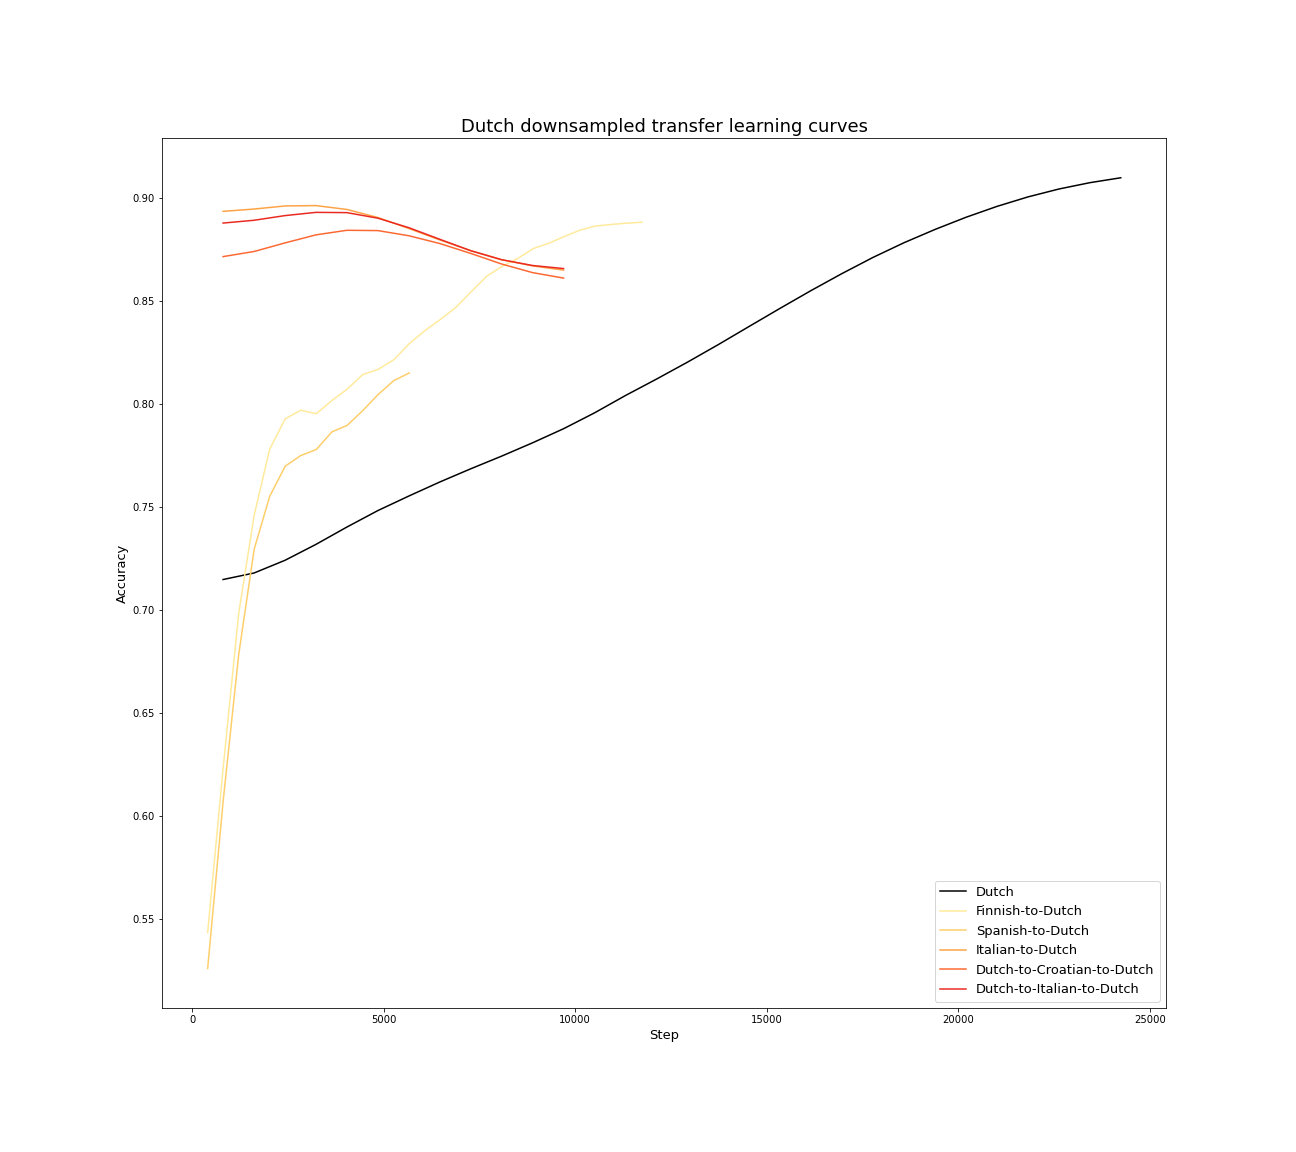 Dutch downsampled transfer learning curves
0.90
0.85
0.80
0.75
0.70
0.65
0.60
0.55
Accuracy
0
5000
10000
15000
20000
25000
Step
Dutch
Finnish-to-Dutch
Spanish-to-Dutch
Italian-to-Dutch
Dutch-to-Croatian-to-Dutch
Dutch-to-Italian-to-Dutch